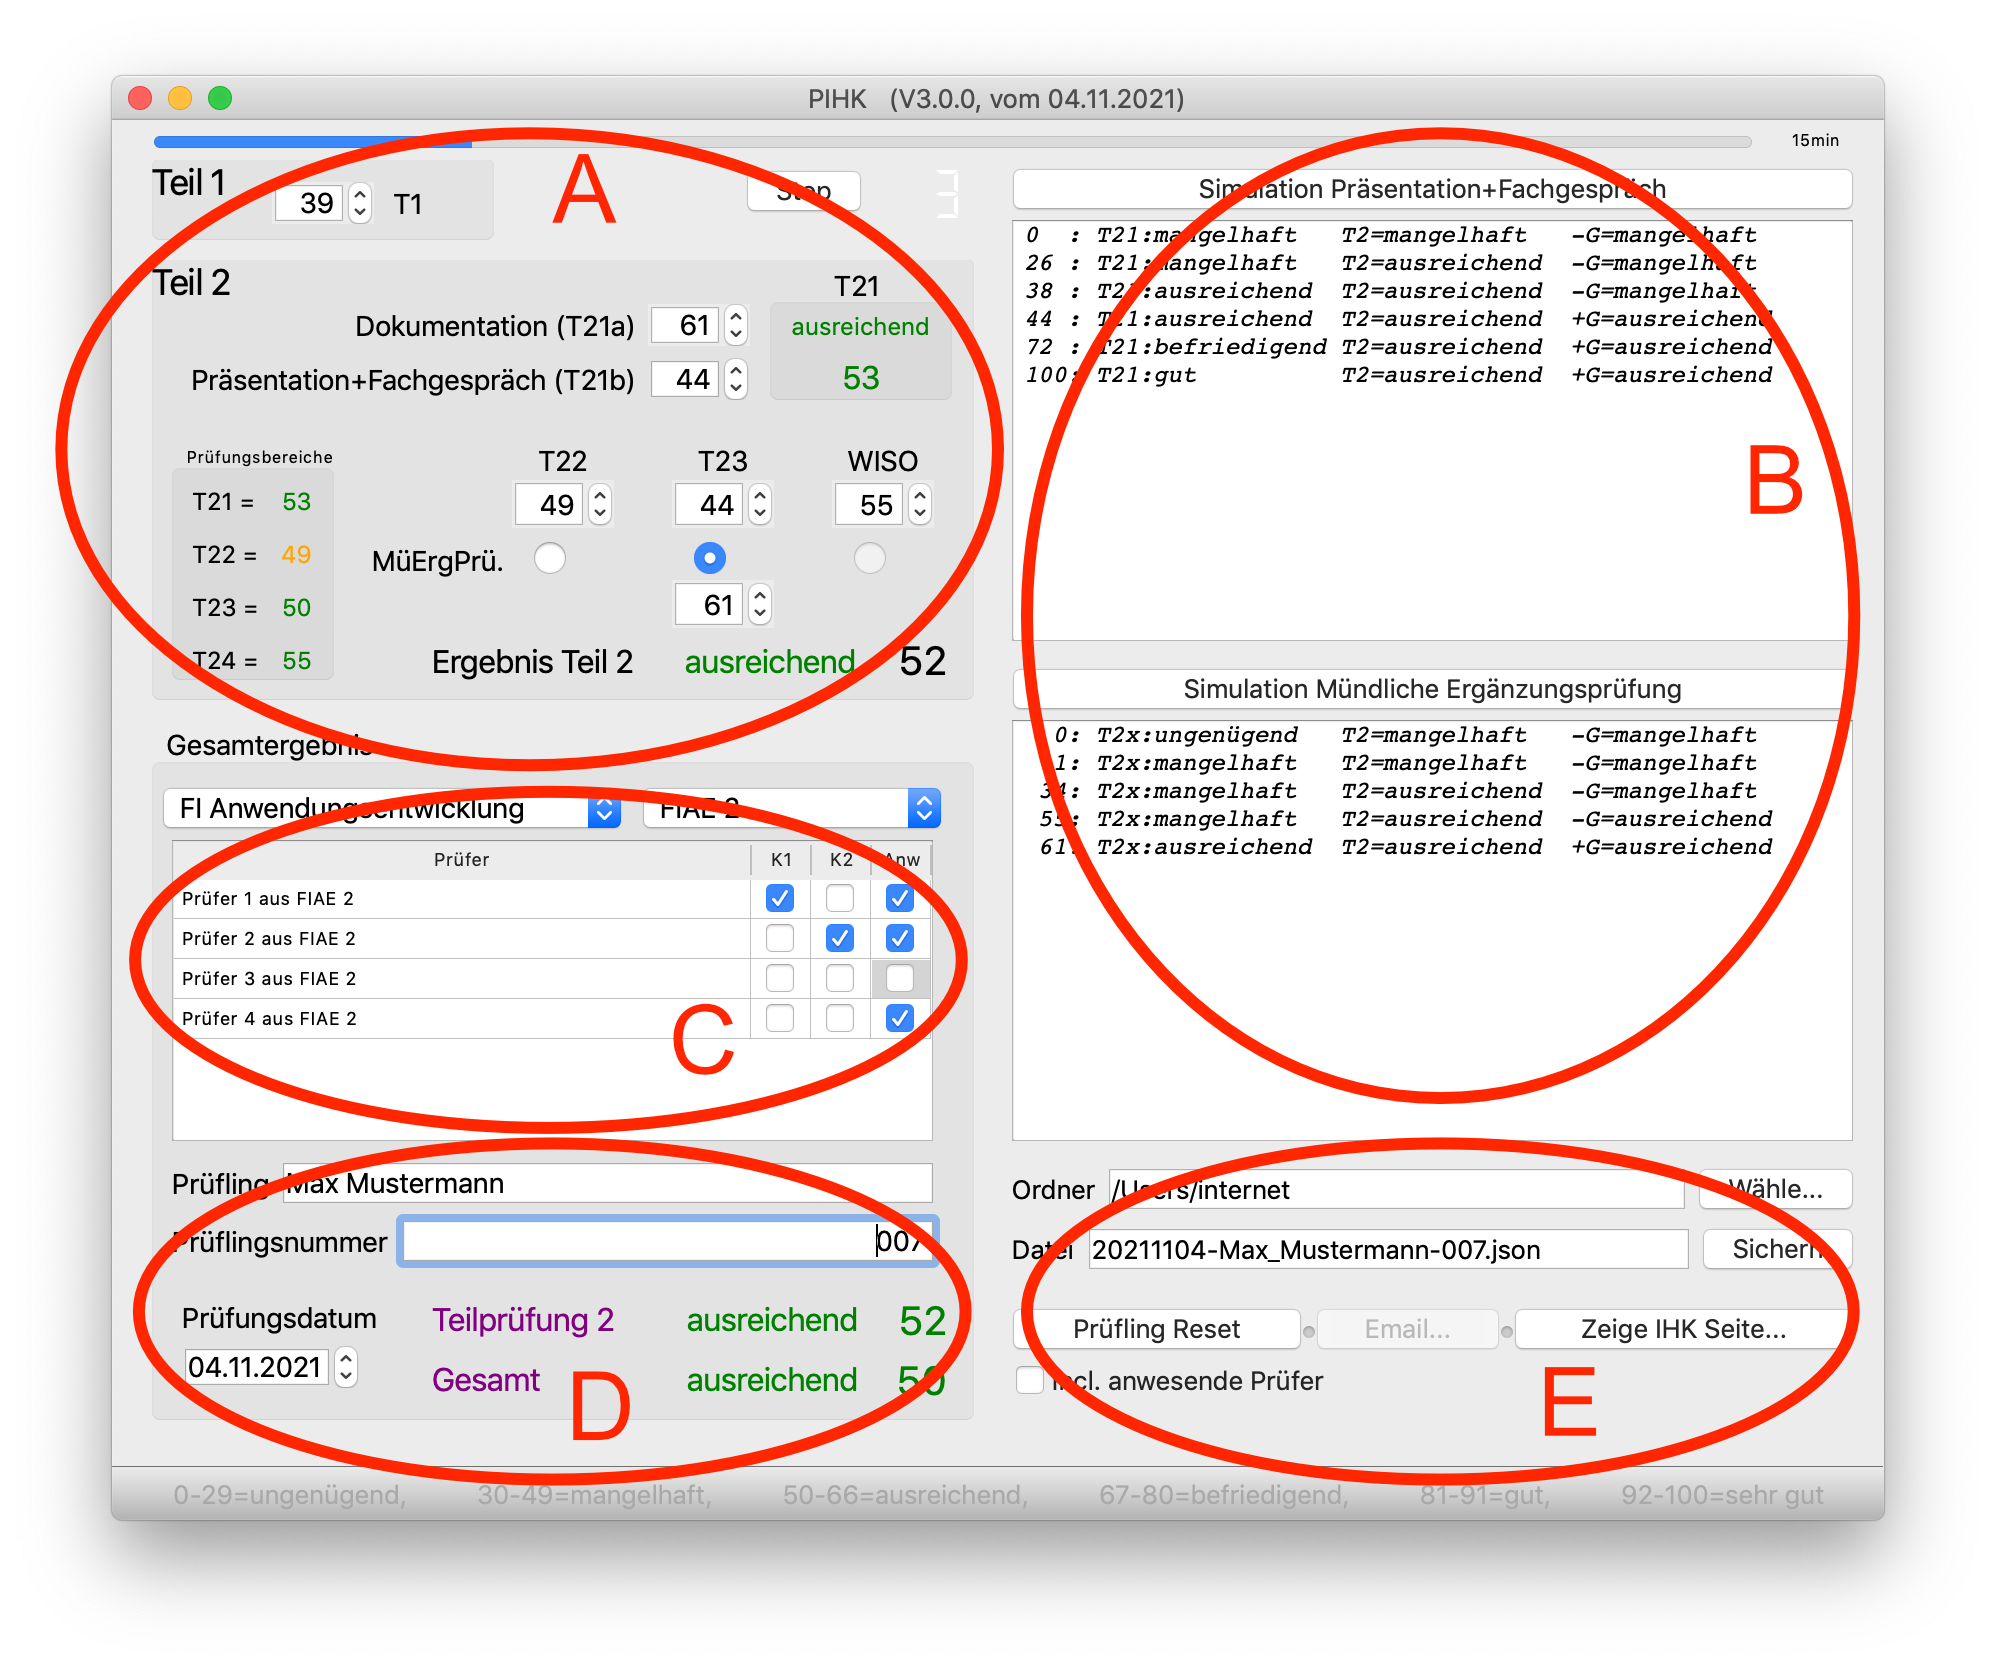 PIHK (V3.0.0, vom 04.11.2021)
15min
Teil 1
39 T1
A
Stop
3
Teil 2
T21
Dokumentation (T21a) 61 ausreichend
Präsentation+Fachgespräch (T21b) 44 53
Prüfungsbereiche
T22 T23 WISO
T21 = 53
49 44 55
T22 = 49
MüErgPrü.
T23 = 50
61
T24 = 55
Ergebnis Teil 2 ausreichend 52
Gesamtergebnis
FI Anwendungsentwicklung FIAE 2
Prüfer K1 K2 Anw
Prüfer 1 aus FIAE 2
Prüfer 2 aus FIAE 2
Prüfer 3 aus FIAE 2
Prüfer 4 aus FIAE 2
C
Prüfling Max Mustermann
Prüflingsnummer 007
Prüfungsdatum Teilprüfung 2 ausreichend 52
04.11.2021
Gesamt ausreichend 50
D
Simulation Präsentation+Fachgespräch
0 : T21:mangelhaft T2=mangelhaft -G=mangelhaft
26 : T21:mangelhaft T2=ausreichend -G=mangelhaft
38 : T21:ausreichend T2=ausreichend -G=mangelhaft
44 : T21:ausreichend T2=ausreichend +G=ausreichend
72 : T21:befriedigend T2=ausreichend +G=ausreichend
100: T21:gut T2=ausreichend +G=ausreichend
B
Simulation Mündliche Ergänzungsprüfung
0: T2x:ungenügend T2=mangelhaft -G=mangelhaft
1: T2x:mangelhaft T2=mangelhaft -G=mangelhaft
34: T2x:mangelhaft T2=ausreichend -G=mangelhaft
55: T2x:mangelhaft T2=ausreichend -G=ausreichend
61: T2x:ausreichend T2=ausreichend +G=ausreichend
Ordner /Users/internet Wähle...
Datei 20211104-Max_Mustermann-007.json Sichern
Prüfling Reset Email... Zeige IHK Seite...
incl. anwesende Prüfer
E
0-29=ungenügend, 30-49=mangelhaft, 50-66=ausreichend, 67-80=befriedigend, 81-91=gut, 92-100=sehr gut